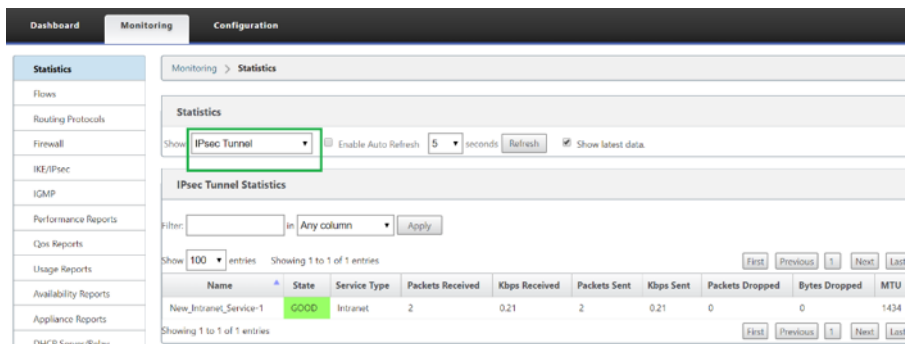 Dashboard Monitoring Configuration
Statistics
Flows
Routing Protocols
Firewall
IKE/IPsec
IGMP
Performance Reports
Qos Reports
Usage Reports
Availability Reports
Appliance Reports
DHCP Server/Relay
Monitoring > Statistics
Statistics
Show IPsec Tunnel Enable Auto Refresh 5 seconds Refresh Show latest data.
IPsec Tunnel Statistics
Filter: in Any column Apply
Show 100 entries Showing 1 to 1 of 1 entries First Previous 1 Next Last
Name State Service Type Packets Received Kbps Received Packets Sent Kbps Sent Packets Dropped Bytes Dropped MTU
New_Intranet_Service-1 GOOD Intranet 2 0.21 2 0.21 0 0 1434
Showing 1 to 1 of 1 entries First Previous 1 Next Last